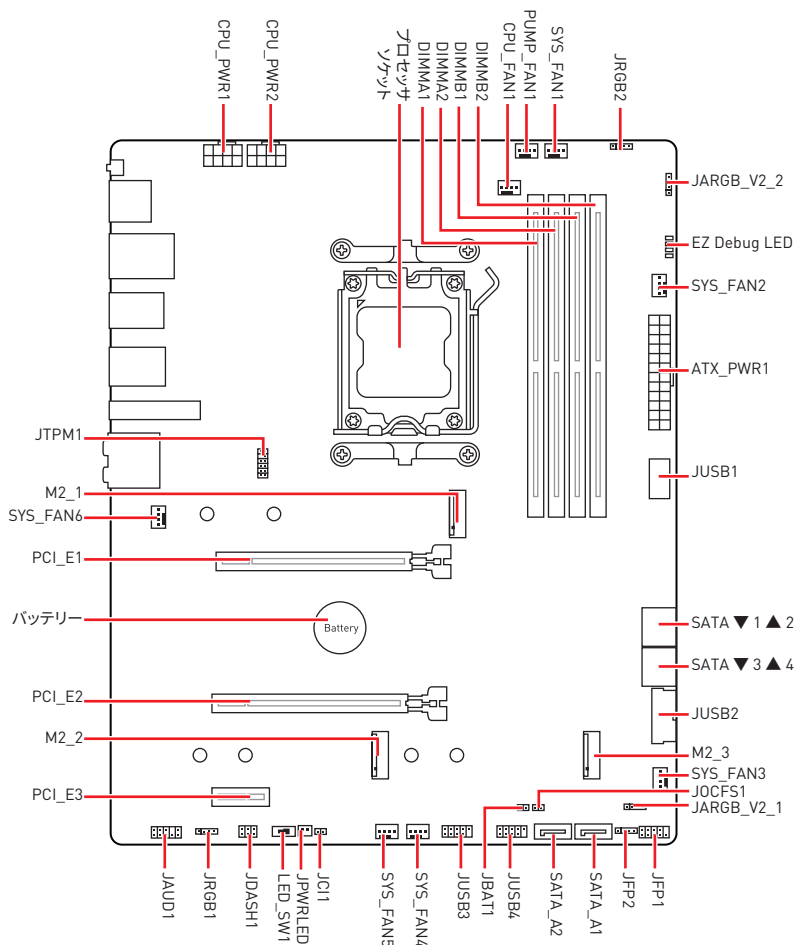 CPU_PWR1
CPU_PWR2
プロセッサ
ソケット
DIMMA1
DIMMA2
DIMMB1
DIMMB2
CPU_FAN1
PUMP_FAN1
SYS_FAN1
JRGB2
JARGB_V2_2
EZ Debug LED
SYS_FAN2
ATX_PWR1
JUSB1
SATA ▼ 1 ▲ 2
SATA ▼ 3 ▲ 4
JUSB2
M2_3
SYS_FAN3
JOCFS1
JARGB_V2_1
JTPM1
M2_1
SYS_FAN6
PCI_E1
バッテリー
Battery
PCI_E2
M2_2
PCI_E3
JAUD1
JRGB1
JDASH1
LED_SW1
JPWRLED
JCI1
SYS_FAN5
SYS_FAN4
JUSB3
JBAT1
JUSB4
SATA_A2
SATA_A1
JFP2
JFP1